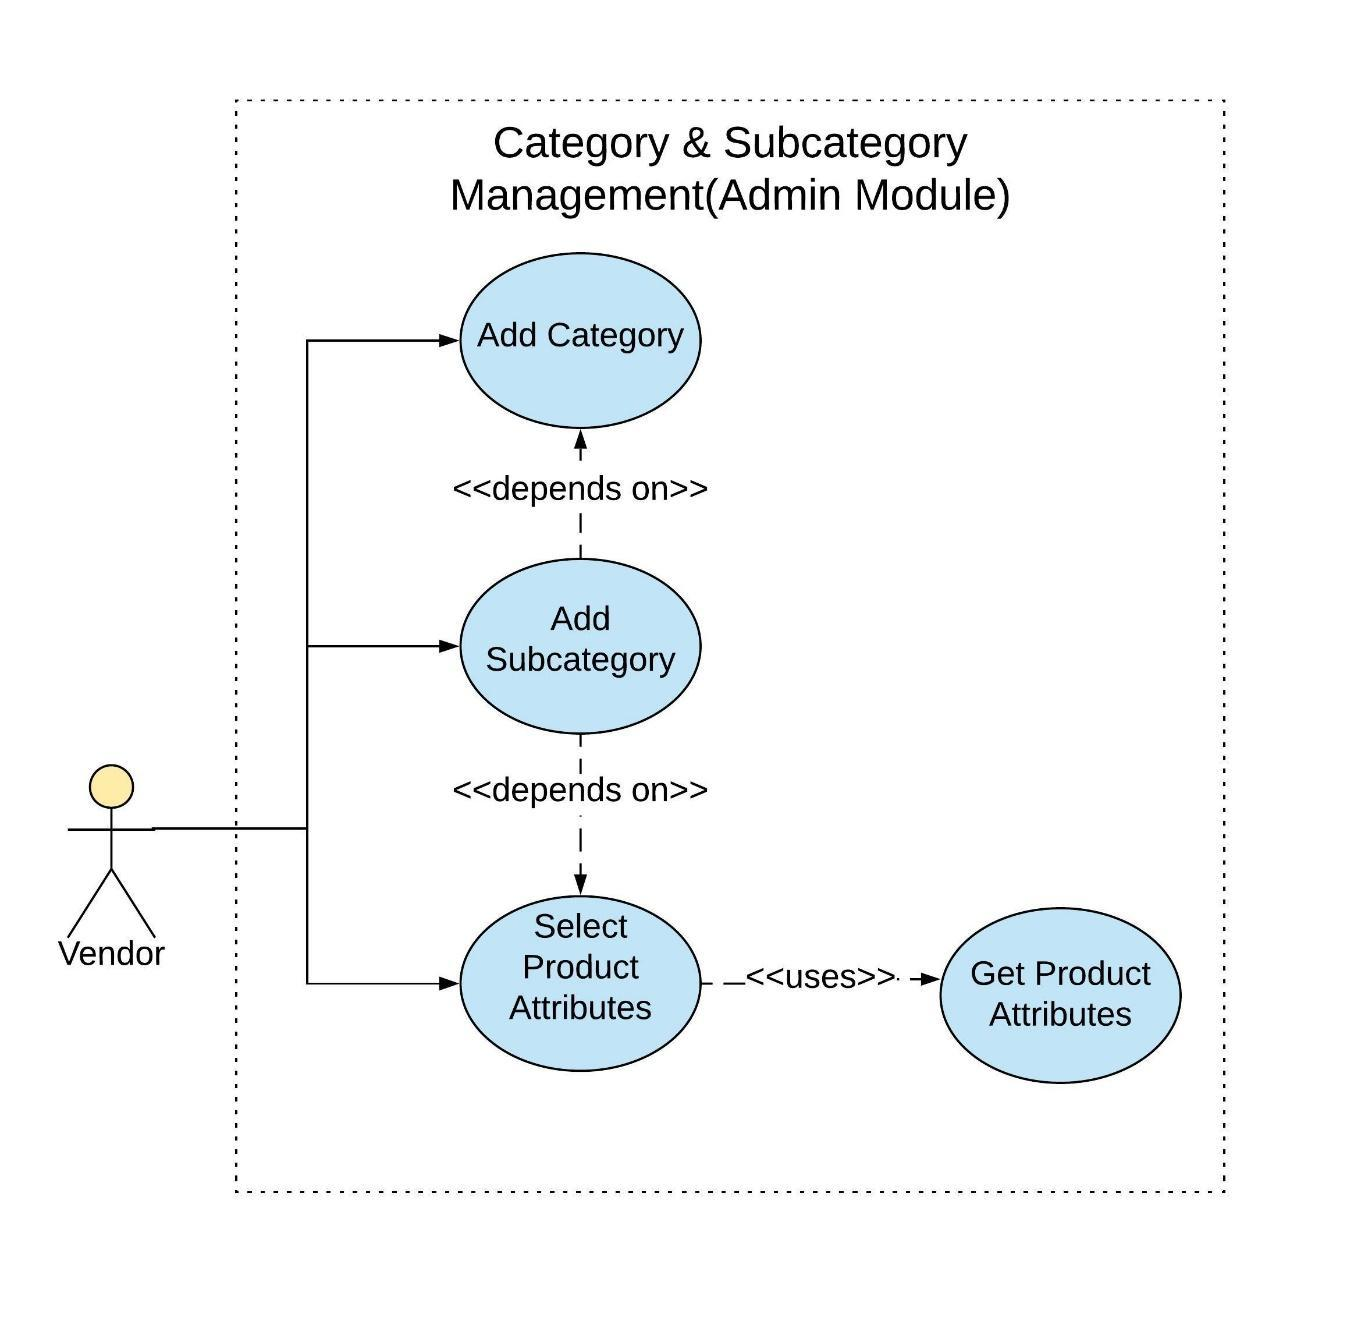 Category & Subcategory
Management(Admin Module)
Add Category
<<depends on>>
Add
Subcategory
<<depends on>>
Select
Product
Attributes
<<uses>>
Get Product
Attributes
Vendor